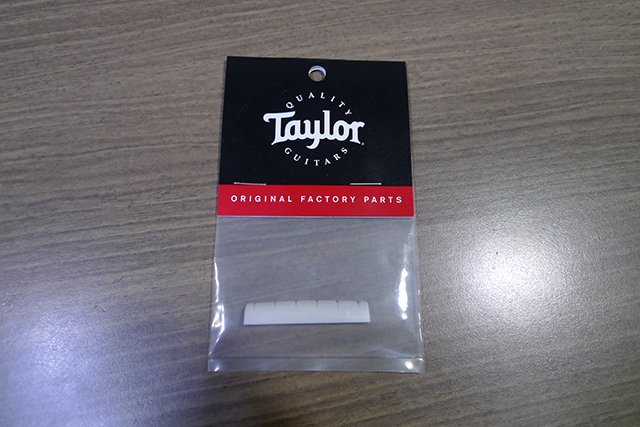 QUALITY
Taylor
GUITARS
ORIGINAL FACTORY PARTS